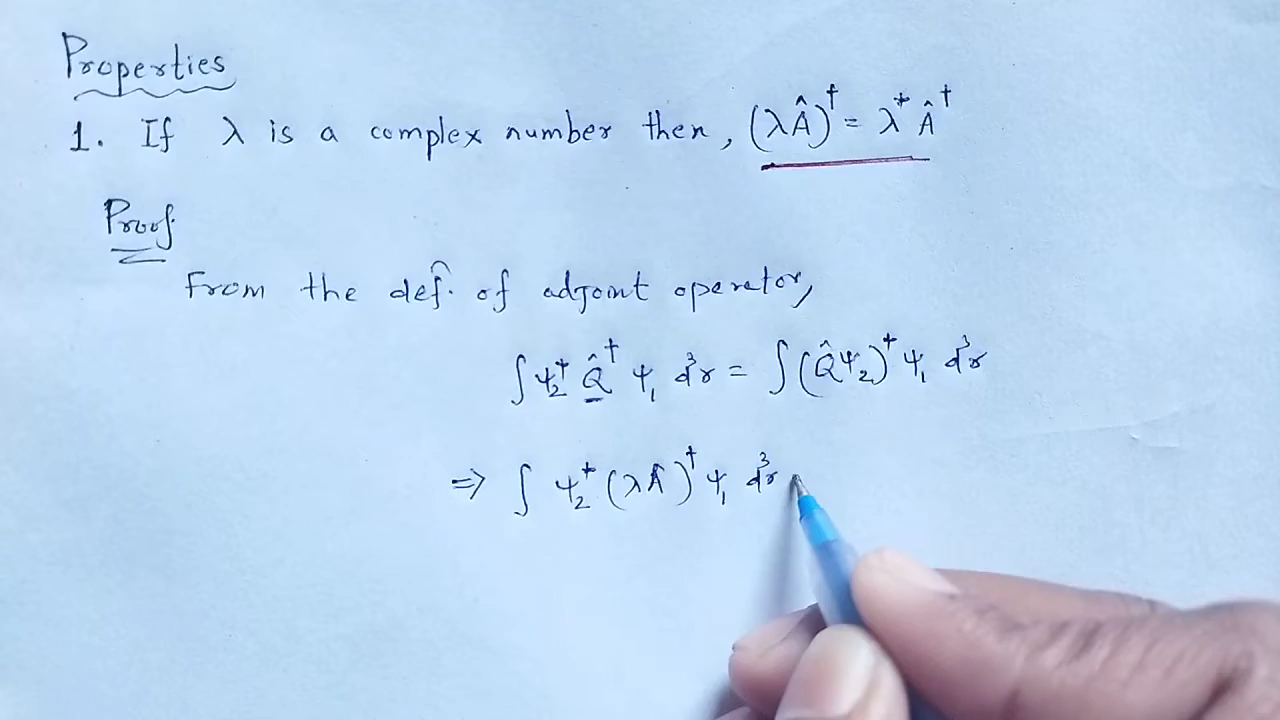 Properties
1. If λ is a complex number then, (λÂ)† = λ* Â†
Proof
From the def. of adjoint operator,
∫ψ₂* Q̂† ψ₁ d³r = ∫(Q̂ψ₂)† ψ₁ d³r
⇒ ∫ ψ₂* (λÂ)† ψ₁ d³r